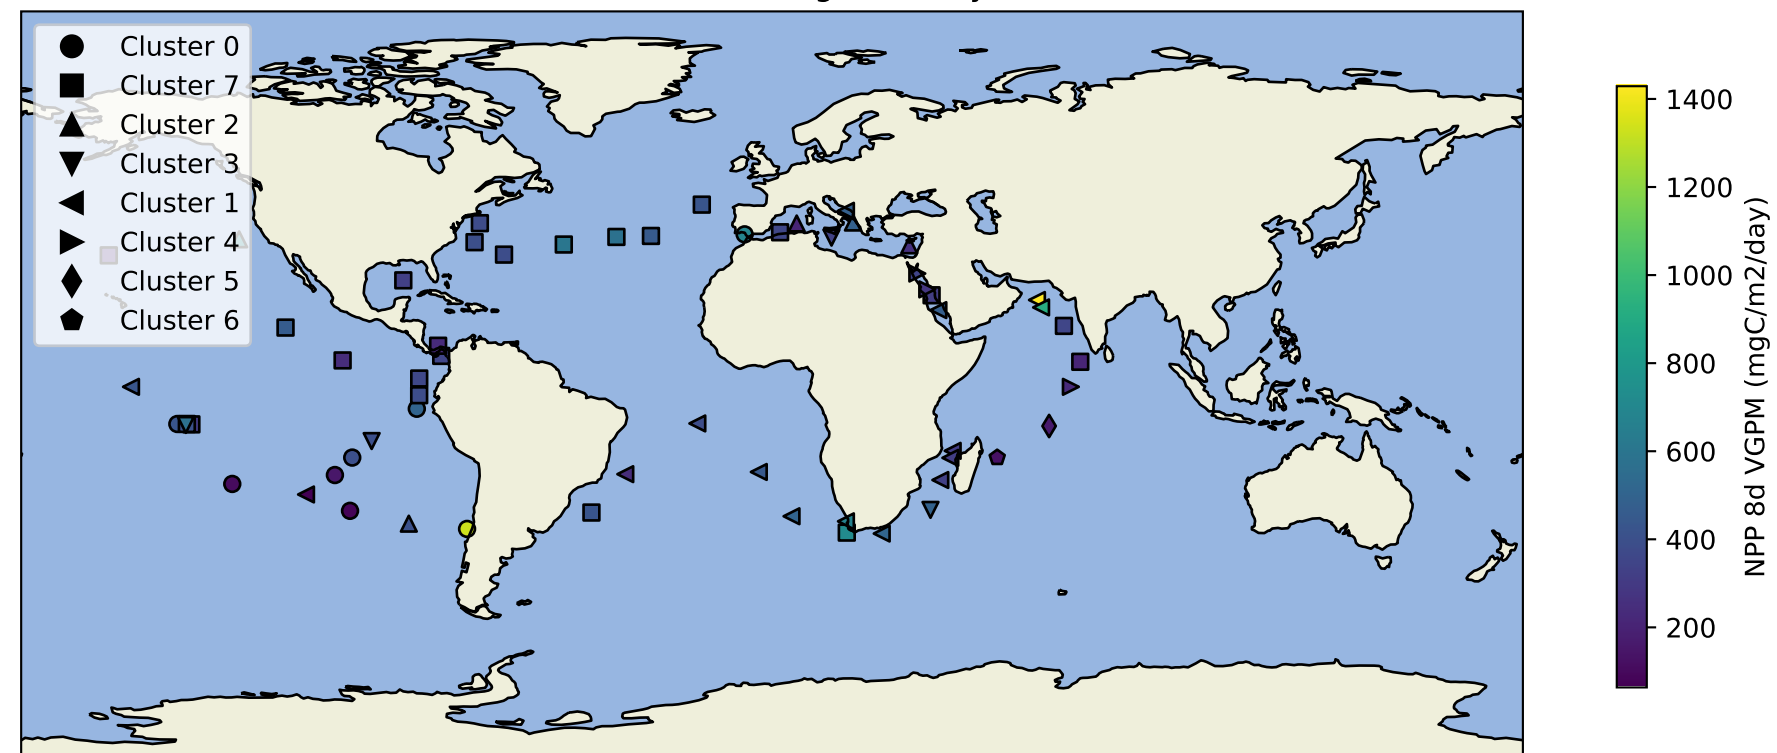 Cluster 0
Cluster 7
Cluster 2
Cluster 3
Cluster 1
Cluster 4
Cluster 5
Cluster 6
1400
1200
1000
800
600
400
200
NPP 8d VGPM (mgC/m2/day)